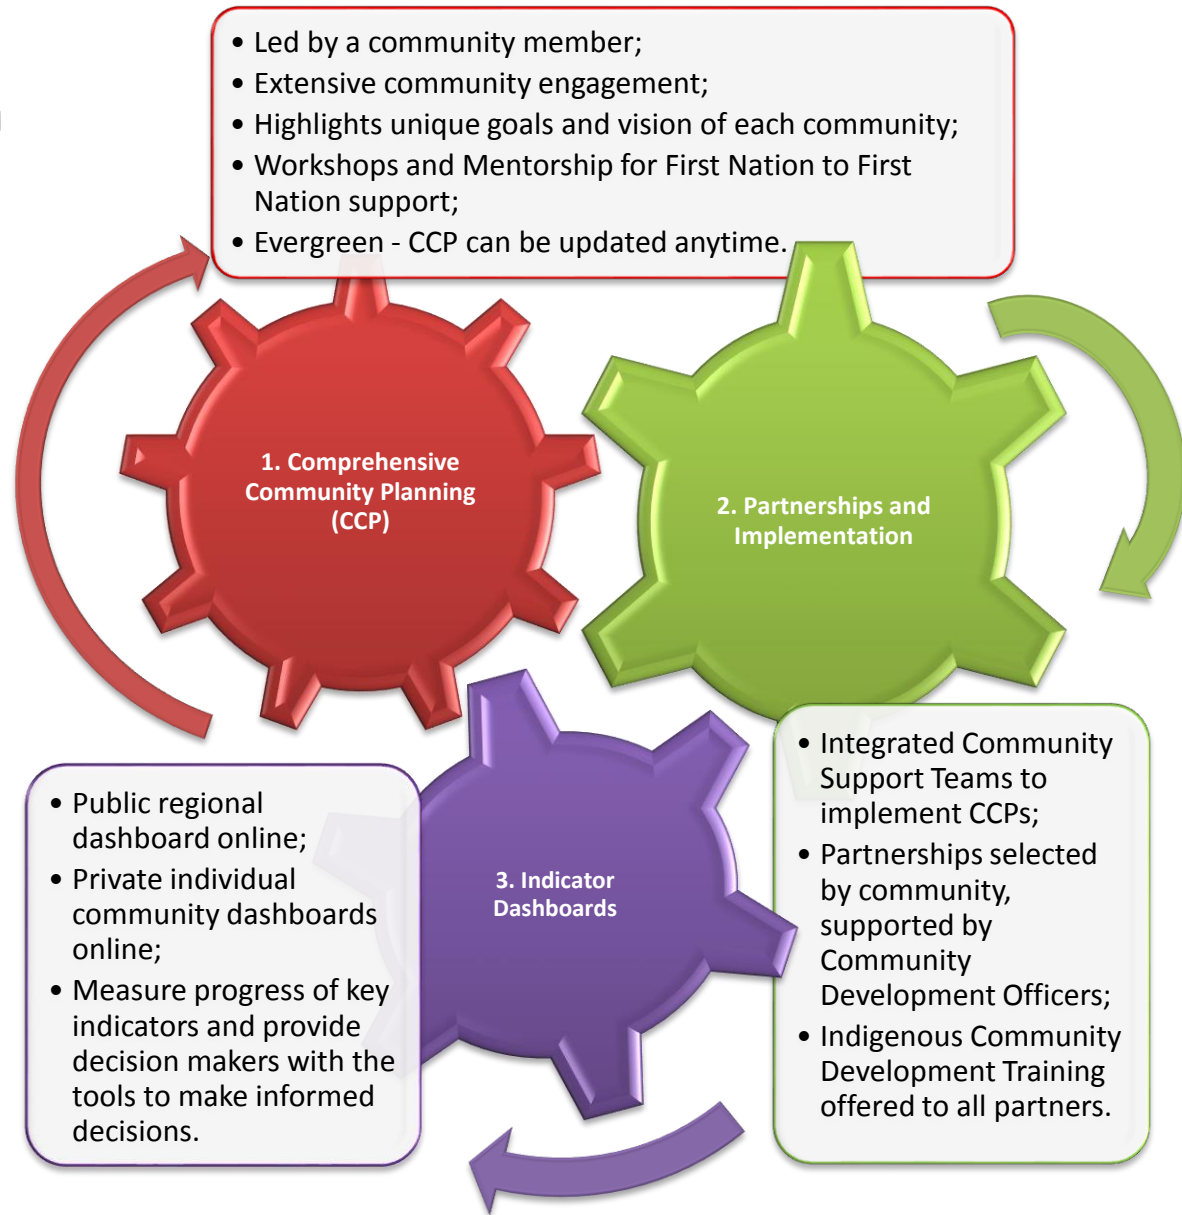 • Led by a community member;
• Extensive community engagement;
• Highlights unique goals and vision of each community;
• Workshops and Mentorship for First Nation to First
Nation support;
• Evergreen - CCP can be updated anytime.
1. Comprehensive
Community Planning
(CCP)
2. Partnerships and
Implementation
• Integrated Community
Support Teams to
implement CCPs;
• Partnerships selected
by community,
supported by
Community
Development Officers;
• Indigenous Community
Development Training
offered to all partners.
3. Indicator
Dashboards
• Public regional
dashboard online;
• Private individual
community dashboards
online;
• Measure progress of key
indicators and provide
decision makers with the
tools to make informed
decisions.